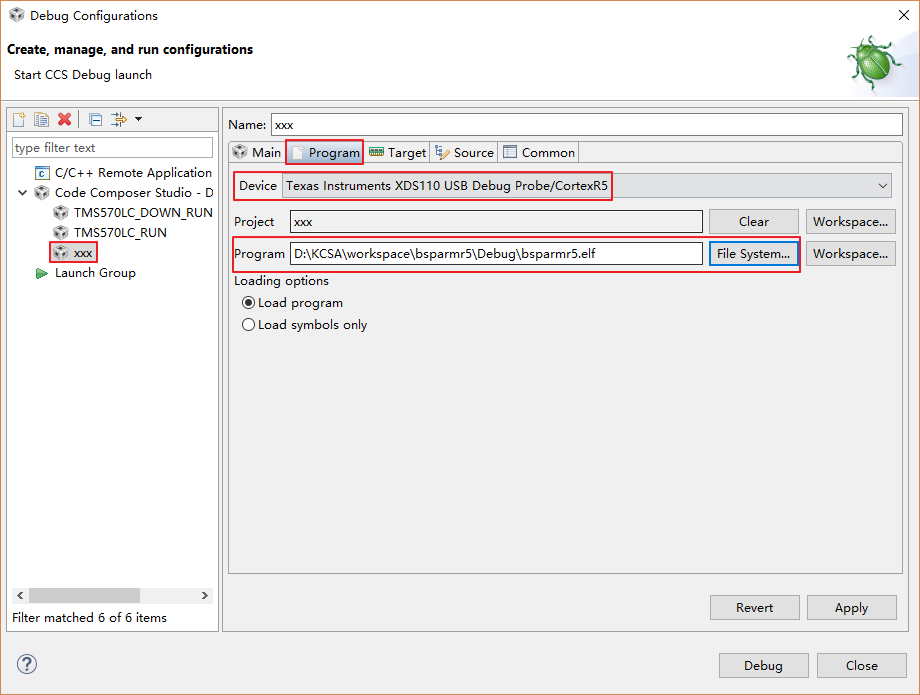 Debug Configurations
Create, manage, and run configurations
Start CCS Debug launch
type filter text
C/C++ Remote Application
Code Composer Studio - D
TMS570LC_DOWN_RUN
TMS570LC_RUN
xxx
Launch Group
Filter matched 6 of 6 items
Name: xxx
Main Program Target Source Common
Device Texas Instruments XDS110 USB Debug Probe/CortexR5
Project xxx Clear Workspace...
Program D:\KCSA\workspace\bsparmr5\Debug\bsparmr5.elf File System... Workspace...
Loading options
Load program
Load symbols only
Revert Apply
Debug Close